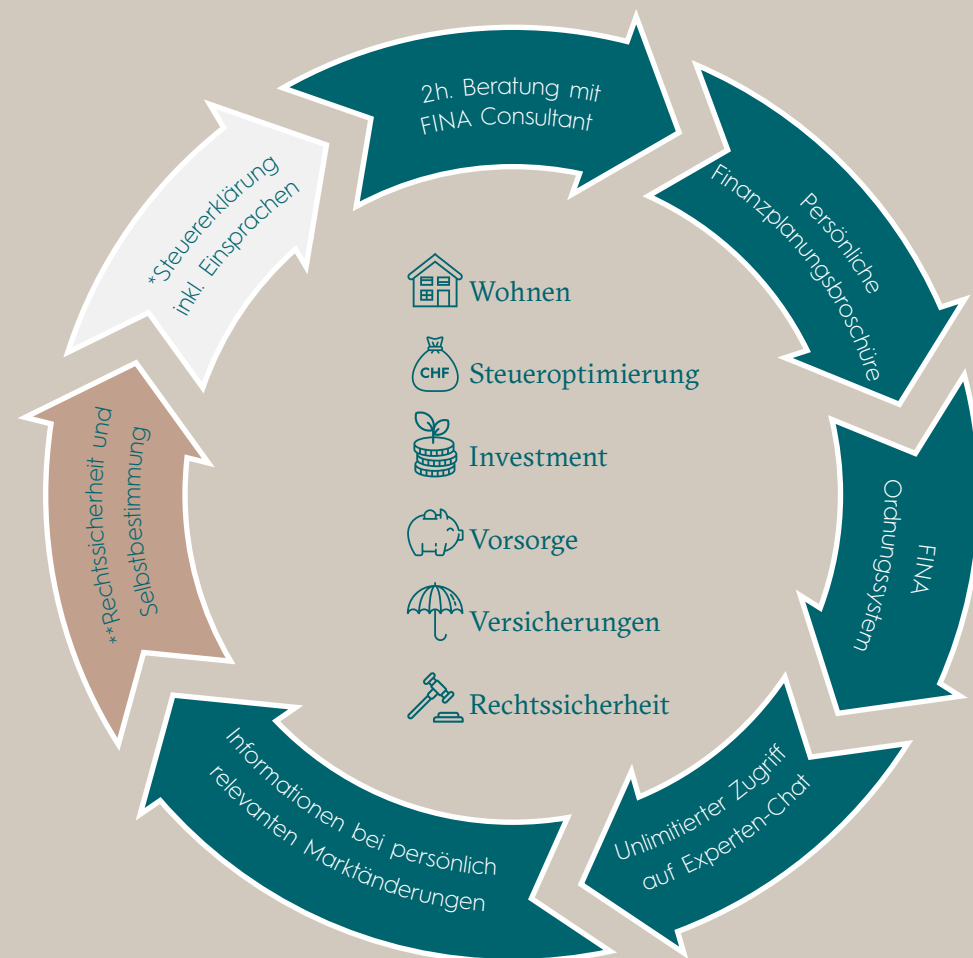 2h. Beratung mit
FINA Consultant
Persönliche
Finanzplanungsbroschüre
FINA
Ordnungssystem
Unlimitierter Zugriff
auf Experten-Chat
Informationen bei persönlich
relevanten Marktänderungen
**Rechtssicherheit und
Selbstbestimmung
*Steuererklärung
inkl. Einsprachen
Wohnen
CHF
Steueroptimierung
Investment
Vorsorge
Versicherungen
Rechtssicherheit